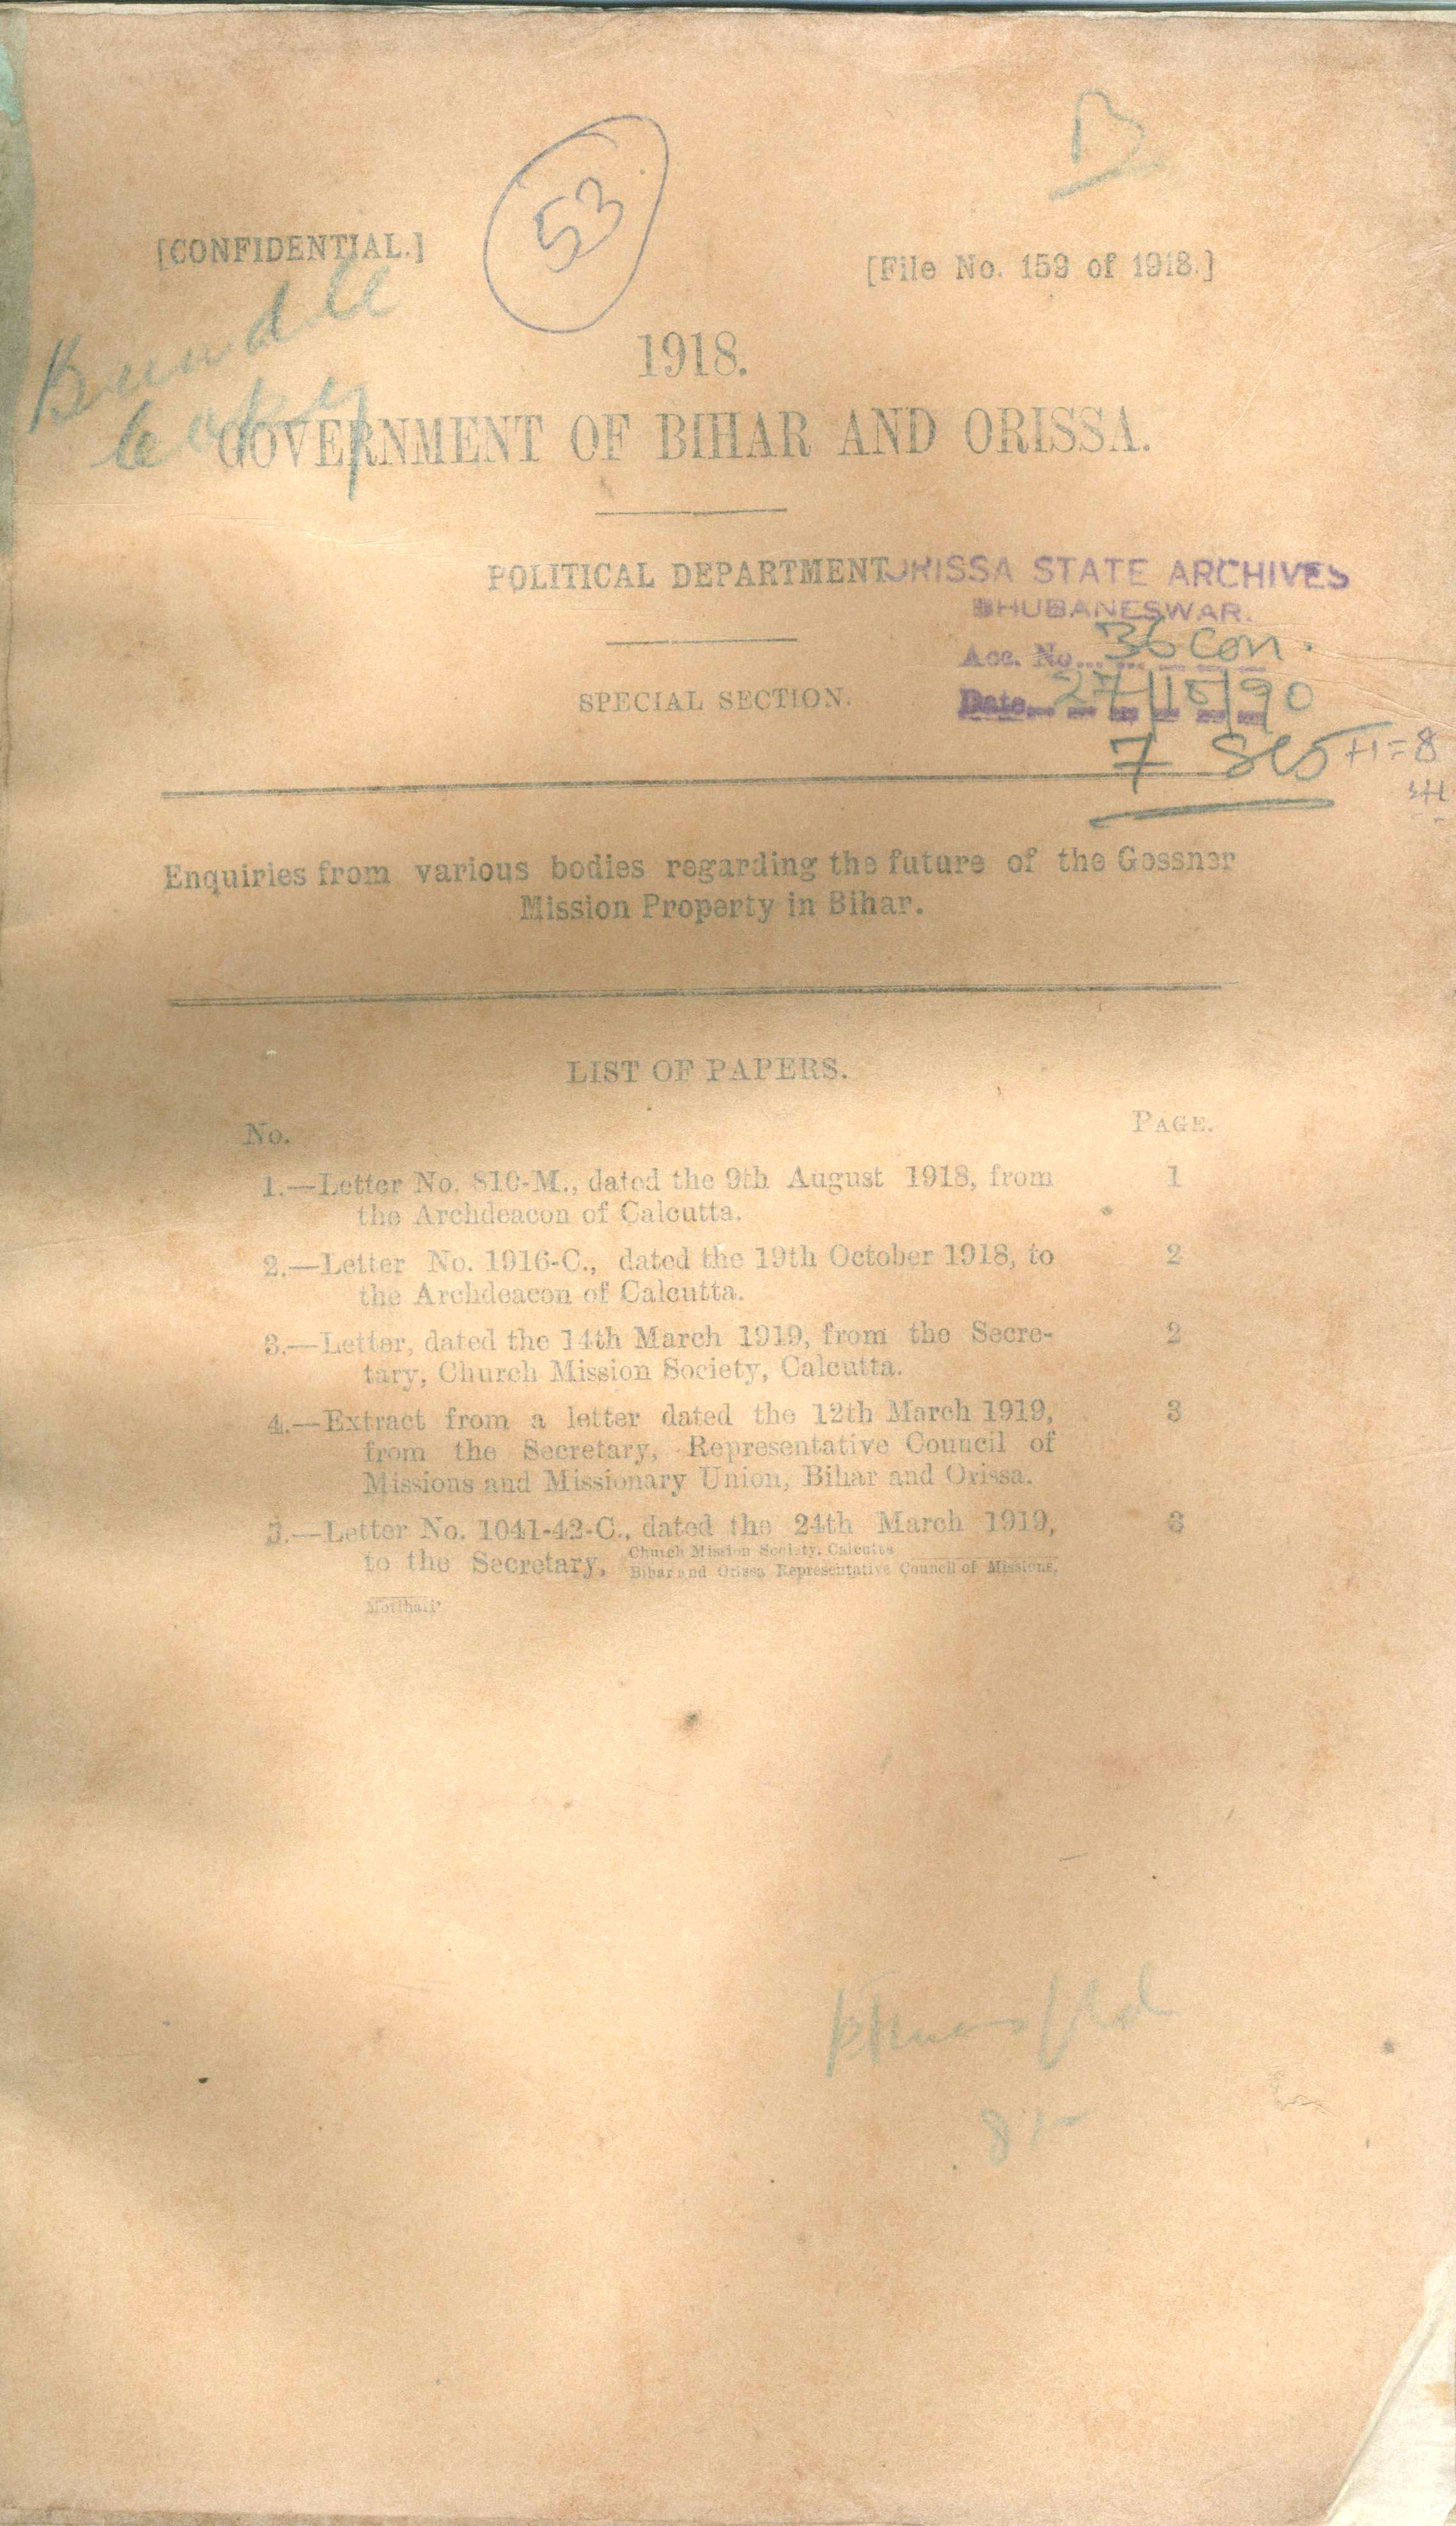 B
53
[CONFIDENTIAL.]
[File No. 159 of 1918.]
Bundle
Copy
1918.
GOVERNMENT OF BIHAR AND ORISSA.
POLITICAL DEPARTMENT
ORISSA STATE ARCHIVES
BHUBANESWAR.
Acc. No. 36 Con.
SPECIAL SECTION.
Date 27/10/90
7 +1=8
Enquiries from various bodies regarding the future of the Gossner
Mission Property in Bihar.
LIST OF PAPERS.
No. PAGE.
1.—Letter No. 810-M., dated the 9th August 1918, from 1
the Archdeacon of Calcutta.
2.—Letter No. 1916-C., dated the 19th October 1918, to 2
the Archdeacon of Calcutta.
3.—Letter, dated the 14th March 1919, from the Secre- 2
tary, Church Mission Society, Calcutta.
4.—Extract from a letter dated the 12th March 1919, 3
from the Secretary, Representative Council of
Missions and Missionary Union, Bihar and Orissa.
5.—Letter No. 1041-42-C., dated the 24th March 1919, 3
to the Secretary, Church Mission Society, Calcutta
Bihar and Orissa Representative Council of Missions,
Motihari